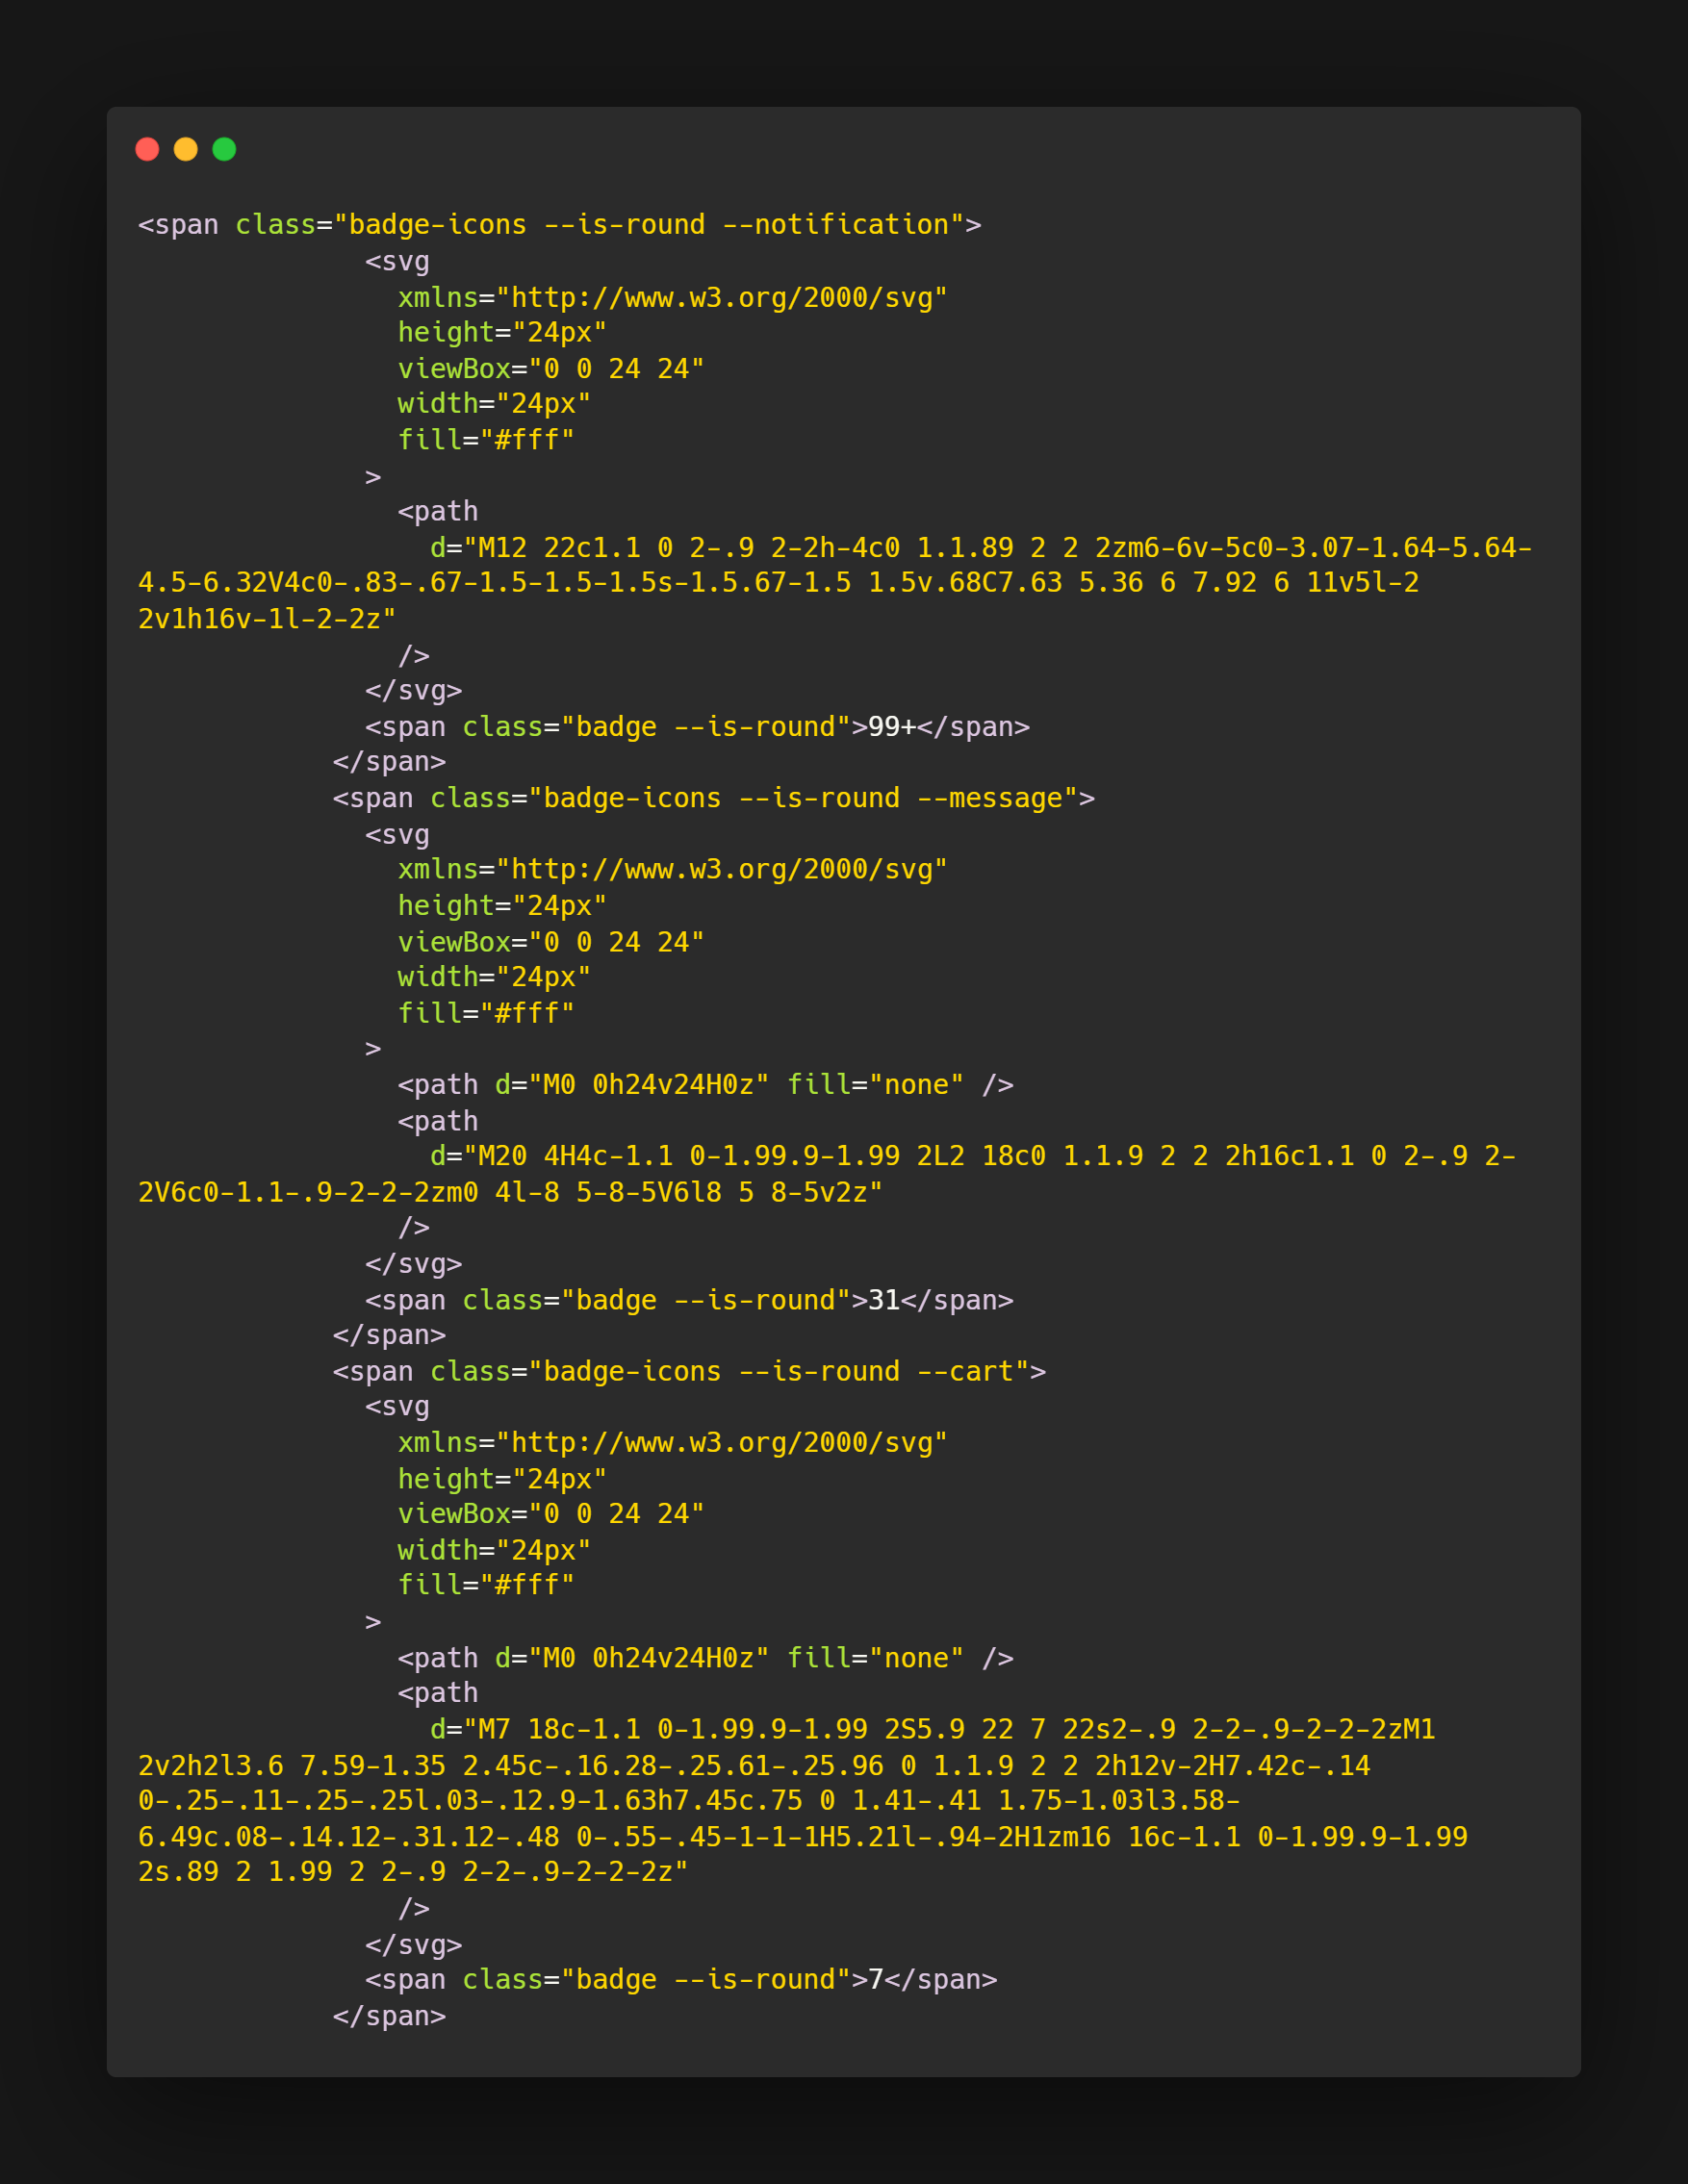 <span class="badge-icons --is-round --notification">
              <svg
                xmlns="http://www.w3.org/2000/svg"
                height="24px"
                viewBox="0 0 24 24"
                width="24px"
                fill="#fff"
              >
                <path
                  d="M12 22c1.1 0 2-.9 2-2h-4c0 1.1.89 2 2 2zm6-6v-5c0-3.07-1.64-5.64-
4.5-6.32V4c0-.83-.67-1.5-1.5-1.5s-1.5.67-1.5 1.5v.68C7.63 5.36 6 7.92 6 11v5l-2
2v1h16v-1l-2-2z"
                />
              </svg>
              <span class="badge --is-round">99+</span>
            </span>
            <span class="badge-icons --is-round --message">
              <svg
                xmlns="http://www.w3.org/2000/svg"
                height="24px"
                viewBox="0 0 24 24"
                width="24px"
                fill="#fff"
              >
                <path d="M0 0h24v24H0z" fill="none" />
                <path
                  d="M20 4H4c-1.1 0-1.99.9-1.99 2L2 18c0 1.1.9 2 2 2h16c1.1 0 2-.9 2-
2V6c0-1.1-.9-2-2-2zm0 4l-8 5-8-5V6l8 5 8-5v2z"
                />
              </svg>
              <span class="badge --is-round">31</span>
            </span>
            <span class="badge-icons --is-round --cart">
              <svg
                xmlns="http://www.w3.org/2000/svg"
                height="24px"
                viewBox="0 0 24 24"
                width="24px"
                fill="#fff"
              >
                <path d="M0 0h24v24H0z" fill="none" />
                <path
                  d="M7 18c-1.1 0-1.99.9-1.99 2S5.9 22 7 22s2-.9 2-2-.9-2-2-2zM1
2v2h2l3.6 7.59-1.35 2.45c-.16.28-.25.61-.25.96 0 1.1.9 2 2 2h12v-2H7.42c-.14
0-.25-.11-.25-.25l.03-.12.9-1.63h7.45c.75 0 1.41-.41 1.75-1.03l3.58-
6.49c.08-.14.12-.31.12-.48 0-.55-.45-1-1-1H5.21l-.94-2H1zm16 16c-1.1 0-1.99.9-1.99
2s.89 2 1.99 2 2-.9 2-2-.9-2-2-2z"
                />
              </svg>
              <span class="badge --is-round">7</span>
            </span>